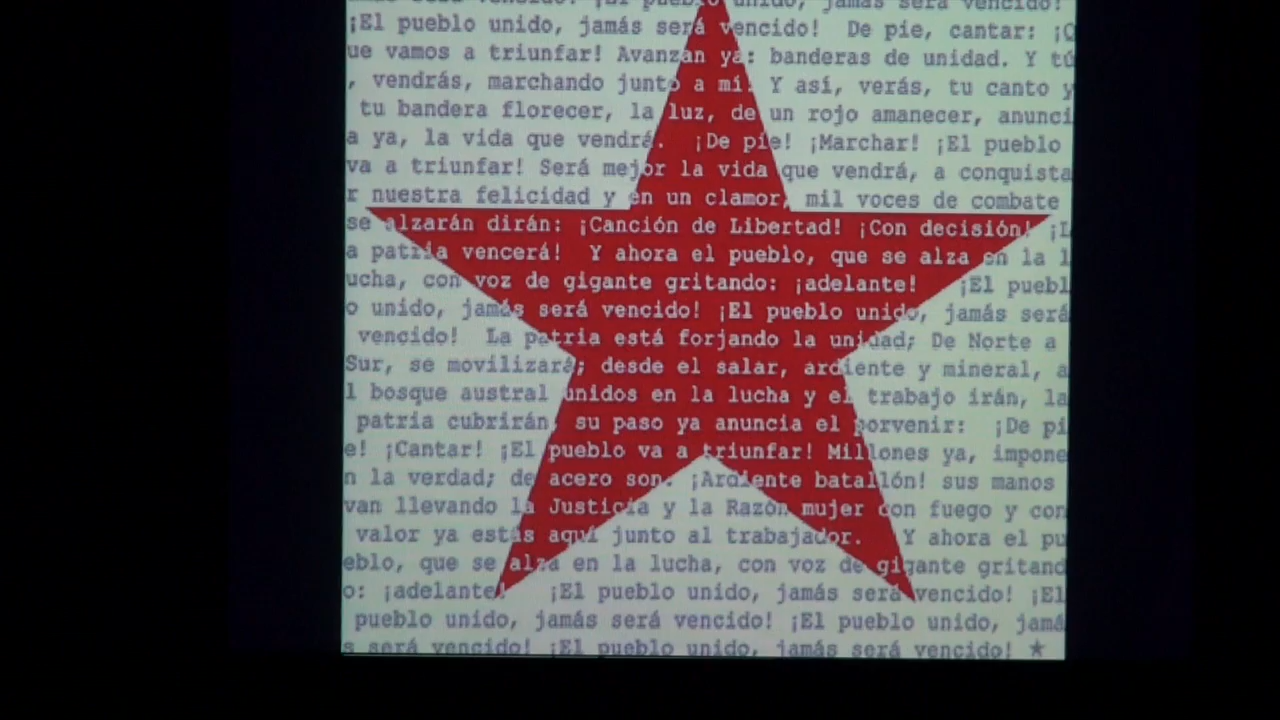 ¡El pueblo unido, jamás será vencido!
¡El pueblo unido, jamás será vencido!  De pie, cantar: ¡Q
ue vamos a triunfar! Avanzan ya: banderas de unidad. Y tú
, vendrás, marchando junto a mí! Y así, verás, tu canto y
tu bandera florecer, la luz, de un rojo amanecer, anunci
a ya, la vida que vendrá.  ¡De pie! ¡Marchar! ¡El pueblo
va a triunfar! Será mejor la vida que vendrá, a conquista
r nuestra felicidad y en un clamor, mil voces de combate
se alzarán dirán: ¡Canción de Libertad! ¡Con decisión! ¡L
a patria vencerá!  Y ahora el pueblo, que se alza en la l
ucha, con voz de gigante gritando: ¡adelante!   ¡El puebl
o unido, jamás será vencido! ¡El pueblo unido, jamás será
vencido!  La patria está forjando la unidad; De Norte a
Sur, se movilizará; desde el salar, ardiente y mineral, a
l bosque austral unidos en la lucha y el trabajo irán, la
patria cubrirán, su paso ya anuncia el porvenir:  ¡De pi
e! ¡Cantar! ¡El pueblo va a triunfar! Millones ya, impone
n la verdad; de acero son. ¡Ardiente batallón! sus manos
van llevando la Justicia y la Razón mujer con fuego y con
valor ya estás aquí junto al trabajador.   Y ahora el pu
eblo, que se alza en la lucha, con voz de gigante gritand
o: ¡adelante!   ¡El pueblo unido, jamás será vencido! ¡El
pueblo unido, jamás será vencido! ¡El pueblo unido, jamá
s será vencido! ¡El pueblo unido, jamás será vencido! ★